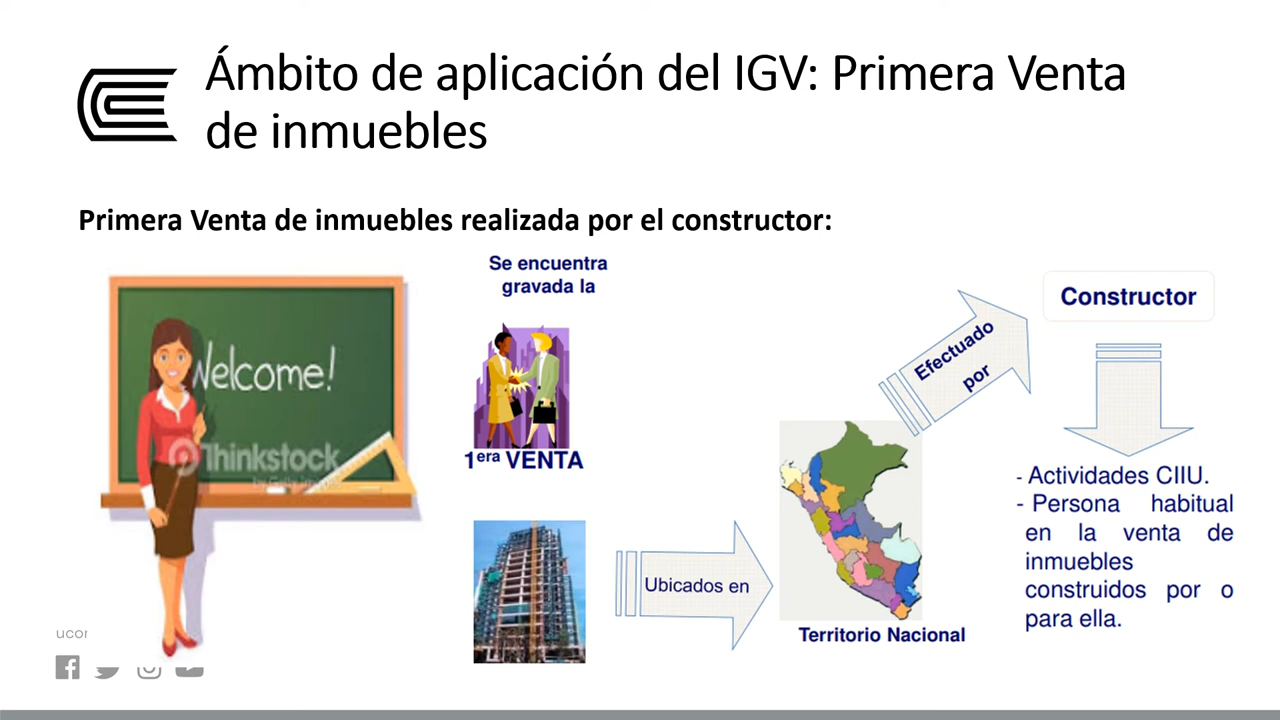 Ámbito de aplicación del IGV: Primera Venta
de inmuebles
Primera Venta de inmuebles realizada por el constructor:
Welcome!
Thinkstock
Se encuentra
gravada la
1era VENTA
Ubicados en
Territorio Nacional
Efectuado
por
Constructor
- Actividades CIIU.
- Persona habitual
en la venta de
inmuebles
construidos por o
para ella.
ucor